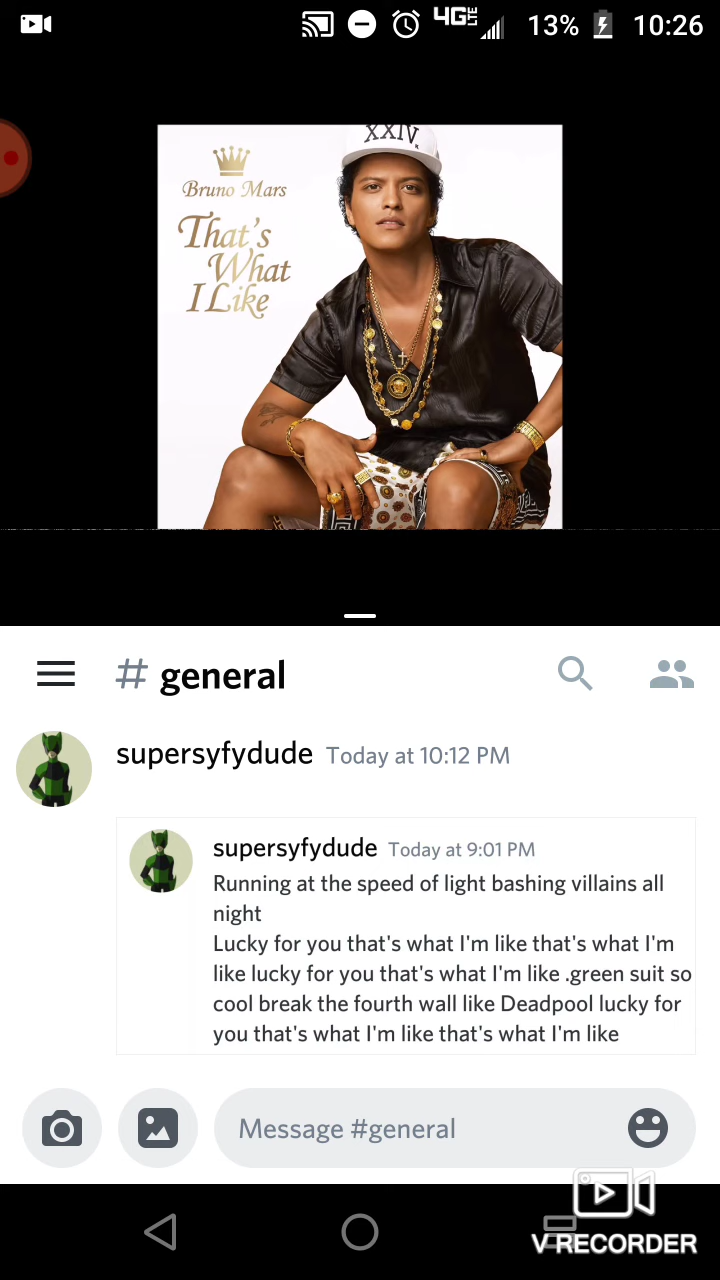 4G LTE 13% 10:26
XXIV
Bruno Mars
That's
What
I Like
# general
supersyfydude Today at 10:12 PM
supersyfydude Today at 9:01 PM
Running at the speed of light bashing villains all
night
Lucky for you that's what I'm like that's what I'm
like lucky for you that's what I'm like .green suit so
cool break the fourth wall like Deadpool lucky for
you that's what I'm like that's what I'm like
Message #general
V RECORDER